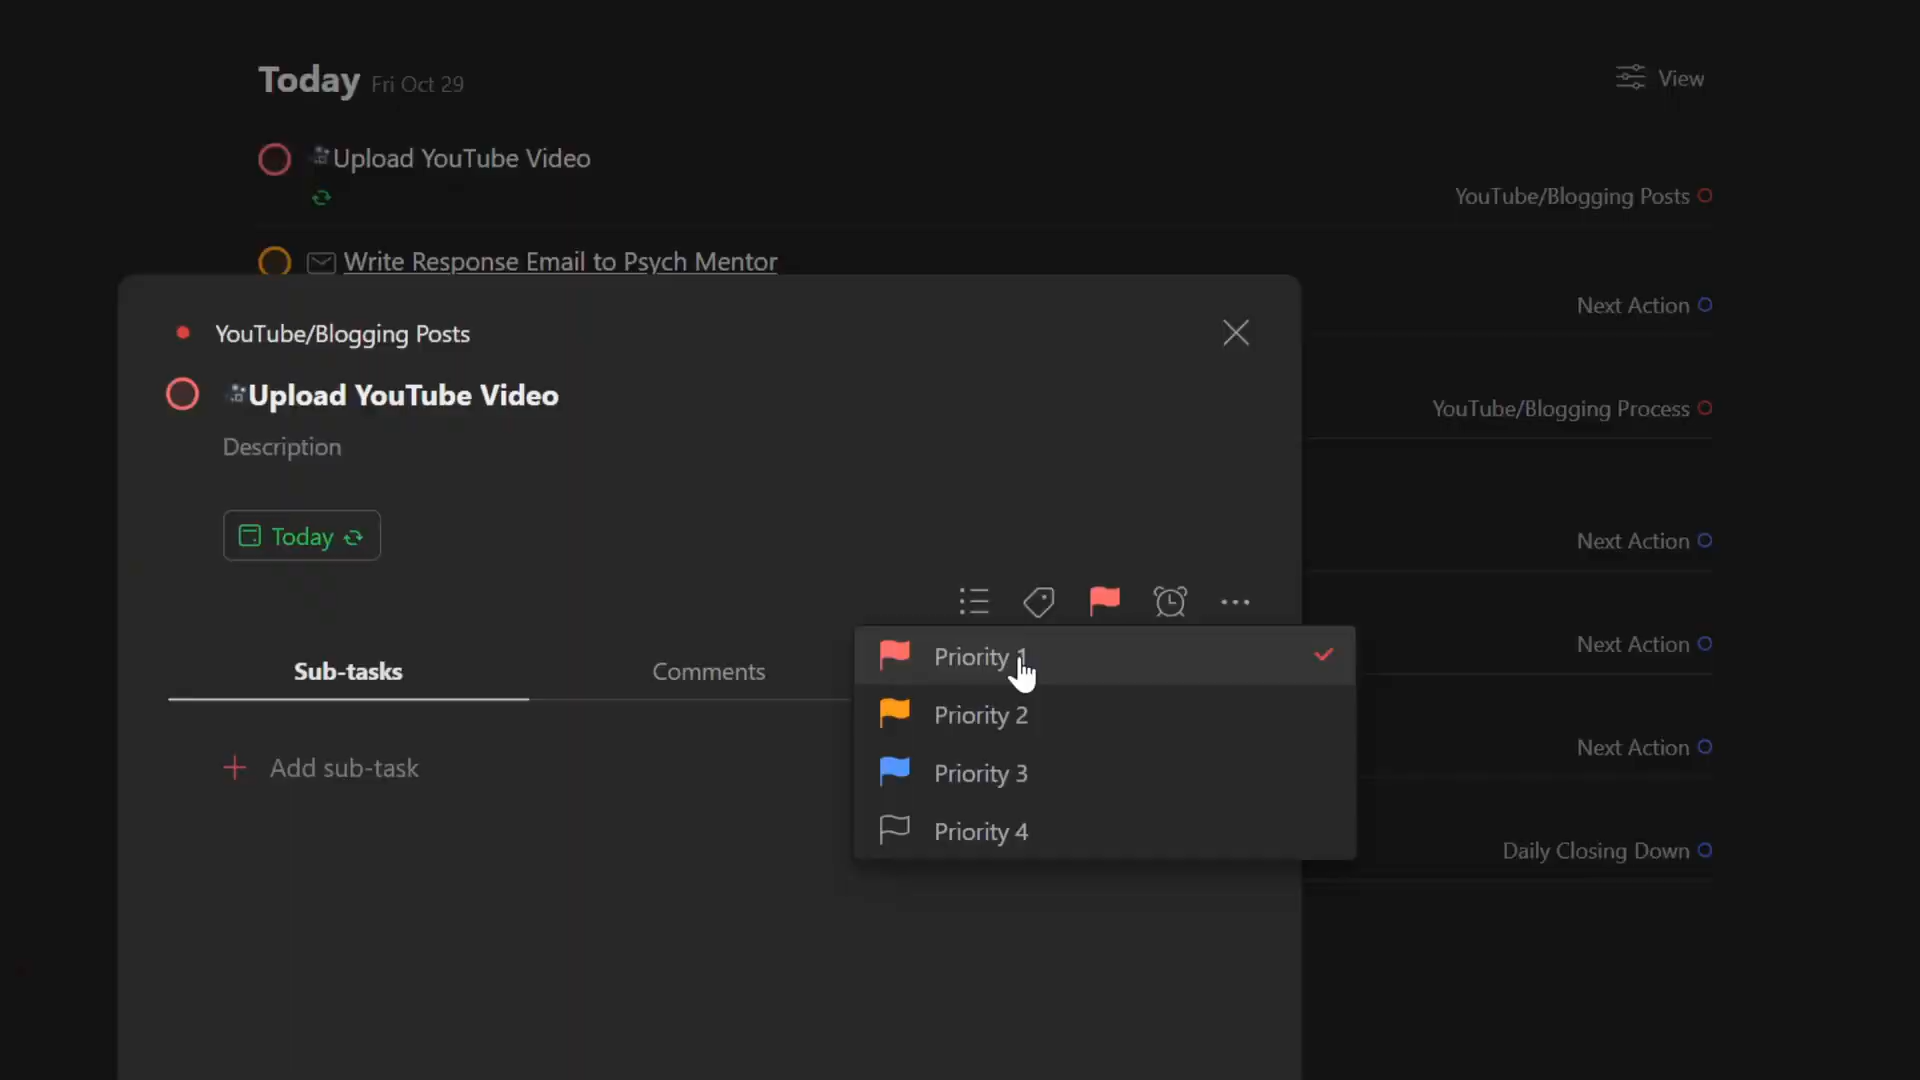 Today Fri Oct 29
View
Upload YouTube Video
YouTube/Blogging Posts
Write Response Email to Psych Mentor
Next Action
YouTube/Blogging Posts
Upload YouTube Video
YouTube/Blogging Process
Description
Today
Next Action
Priority 1
Next Action
Sub-tasks
Comments
Priority 2
Next Action
Add sub-task
Priority 3
Priority 4
Daily Closing Down